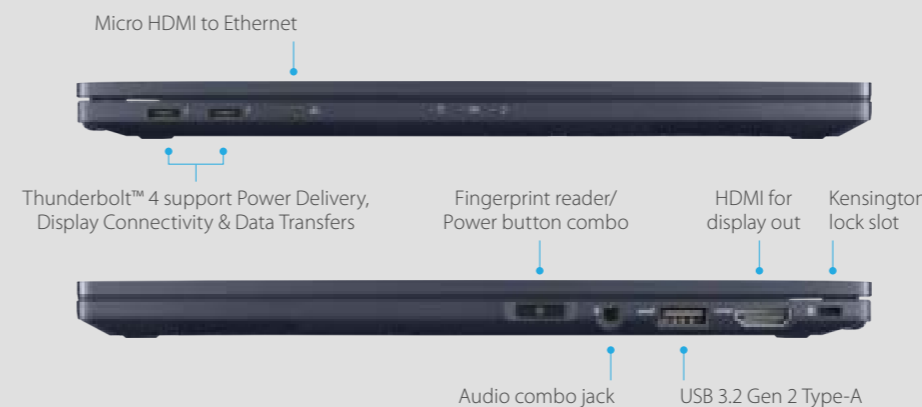 Micro HDMI to Ethernet
Thunderbolt™ 4 support Power Delivery,
Display Connectivity & Data Transfers
Fingerprint reader/
Power button combo
HDMI for
display out
Kensington
lock slot
Audio combo jack
USB 3.2 Gen 2 Type-A